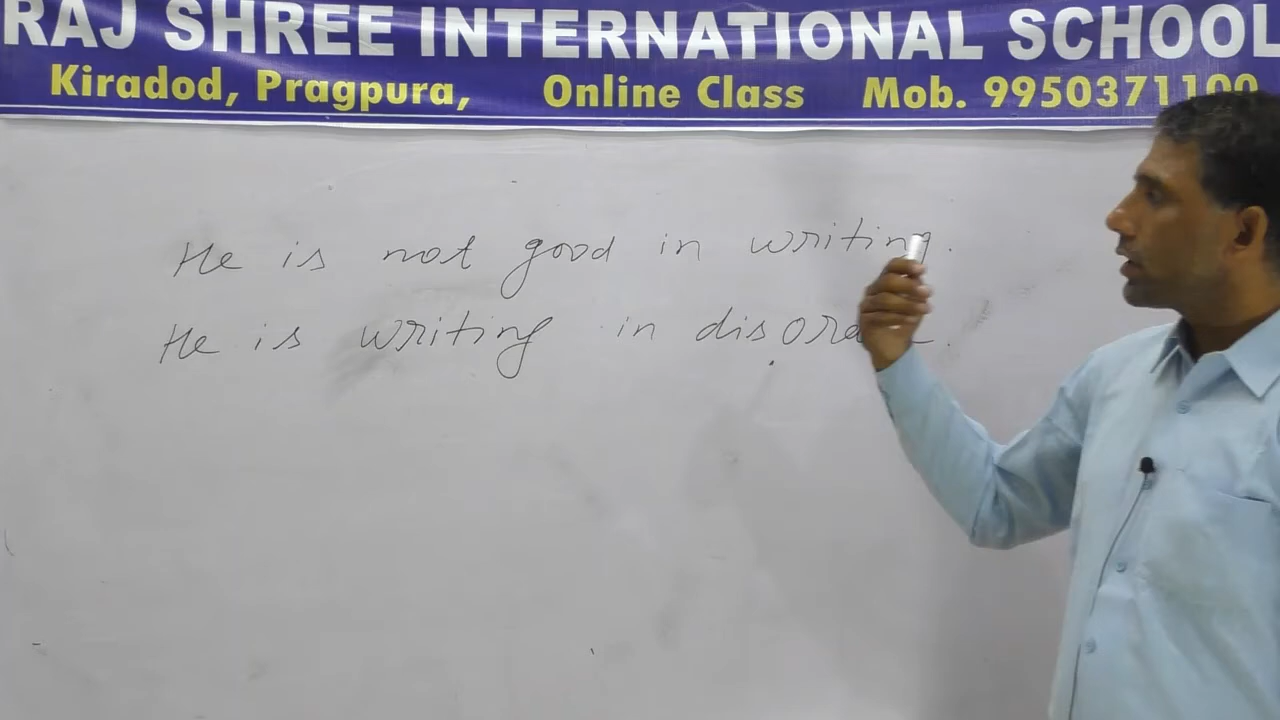 RAJ SHREE INTERNATIONAL SCHOOL
Kiradod, Pragpura, Online Class Mob. 9950371100
He is not good in writing.
He is writing in